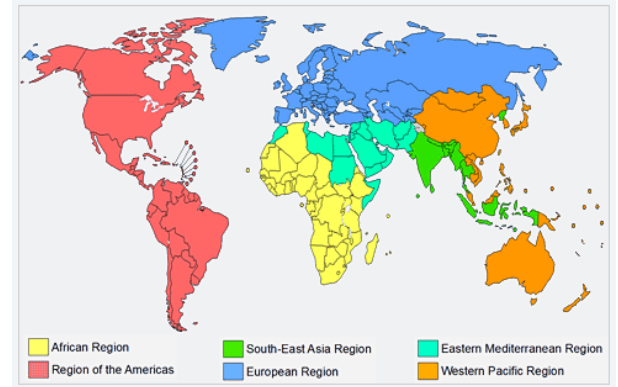 African Region
South-East Asia Region
Eastern Mediterranean Region
Region of the Americas
European Region
Western Pacific Region